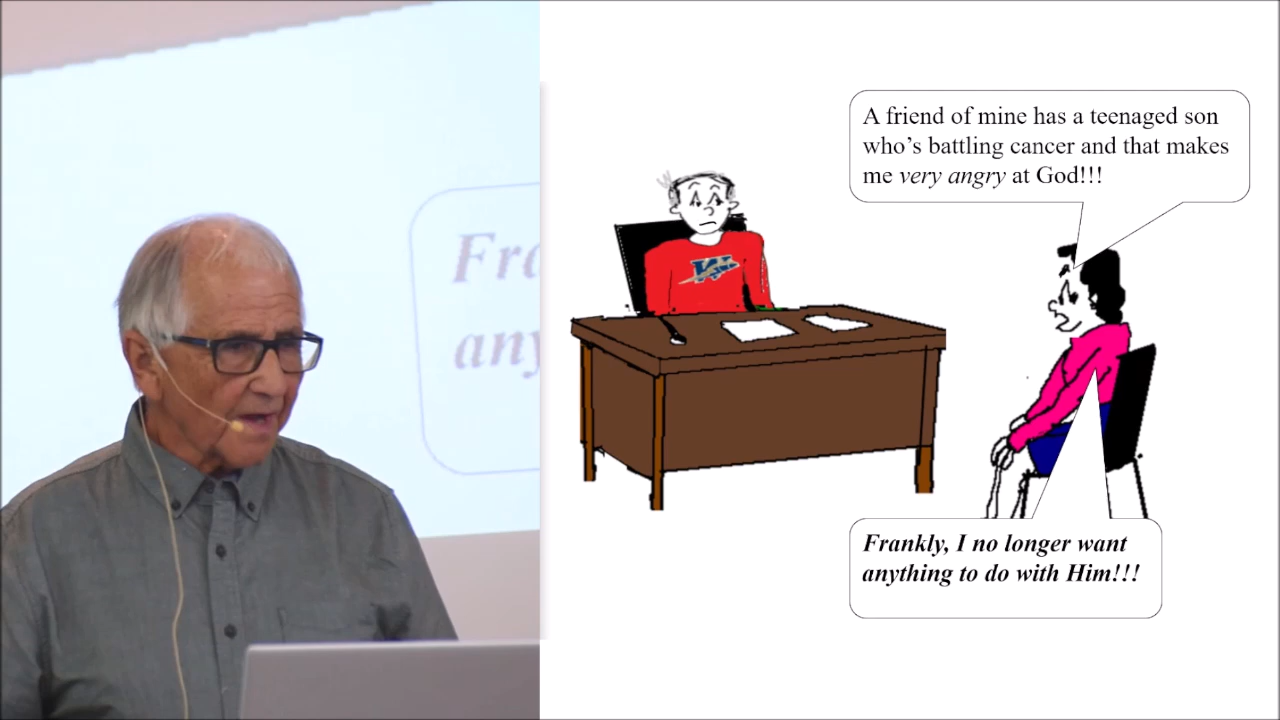 A friend of mine has a teenaged son
who’s battling cancer and that makes
me very angry at God!!!
Frankly, I no longer want
anything to do with Him!!!